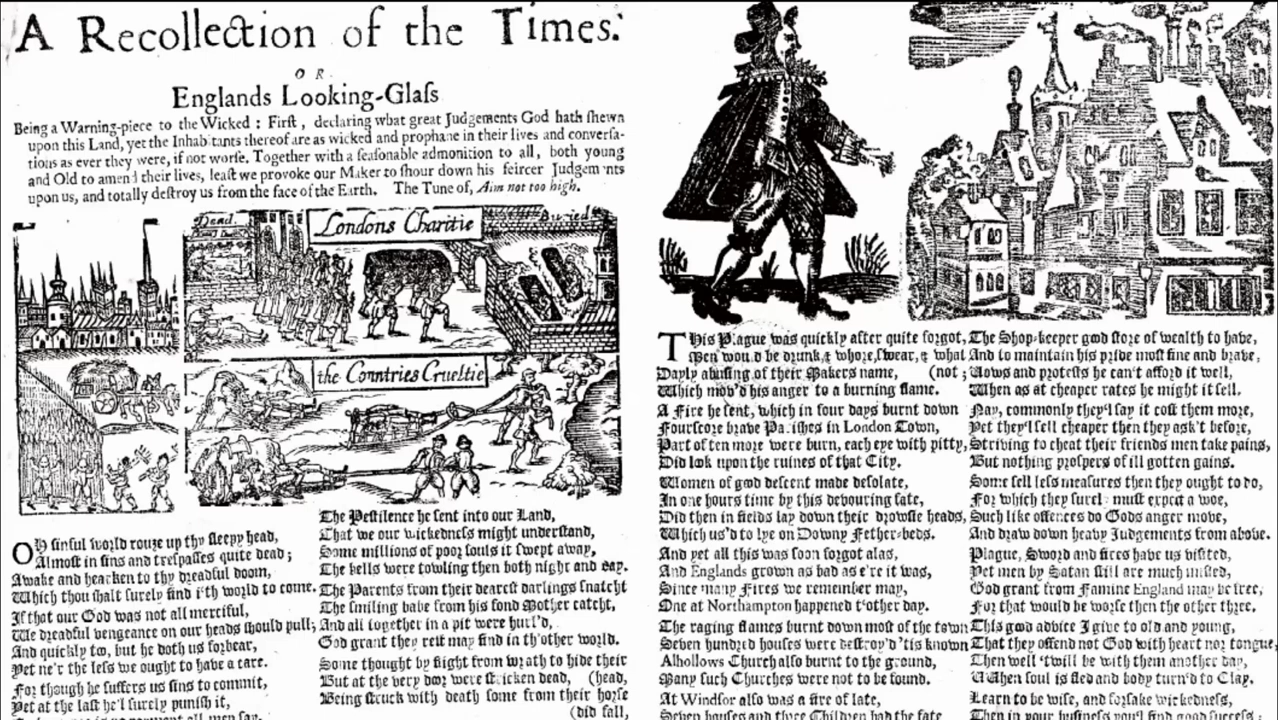 A Recollection of the Times.
OR
Englands Looking-Glaſs
Being a Warning-piece to the Wicked: Firſt, declaring what great Judgements God hath ſhewn
upon this Land, yet the Inhabitants thereof are as wicked and prophane in their lives and converſa-
tions as ever they were, if not worſe. Together with a ſeaſonable admonition to all, both young
and Old to amend their lives, leaſt we provoke our Maker to ſhour down his feircer Judgem nts
upon us, and totally deſtroy us from the face of the Earth. The Tune of, Aim not too high.
Dead
Londons Charitie
Buried
the Countries Crueltie
OH ſinful world rouze up thy ſleepy head,
Almoſt in ſins and treſpaſſes quite dead;
Awake and hearken to thy dreadful doom,
Which thou ſhalt ſurely find i'th world to come.
If that our God was not all merciful,
We dreadful vengeance on our heads ſhould pull;
And quickly too, but he doth us forbear,
Yet ne'r the leſs we ought to have a care.
For though he ſuffers us ſins to commit,
Yet at the laſt he'l ſurely puniſh it,
The Peſtilence he ſent into our Land,
That we our wickedneſs might underſtand,
Some millions of poor ſouls it ſwept away,
The bells were towling then both night and day.
The Parents from their deareſt darlings ſnatcht
The ſmiling babe from his fond Mother catcht,
And all together in a pit were hurl'd,
God grant they reſt may find in th'other world.
Some thought by flight from wrath to hide their
But at the very door were ſtricken dead, (head,
Being ſtruck with death ſome from their horſe
(did fall,
THis Plague was quickly after quite forgot,
Men wou.d be drunk, & whore, ſwear, & what
Dayly abuſing of their Makers name, (not;
Which mov'd his anger to a burning flame.
A Fire he ſent, which in four days burnt down
Fourſcore brave Pariſhes in London Town,
Part of ten more were burn, each eye with pitty,
Did look upon the ruines of that City.
Women of good deſcent made deſolate,
In one hours time by this devouring fate,
Did then in fields lay down their drowſie heads,
Which us'd to lye on Downy Fether-beds.
And yet all this was ſoon forgot alas,
And Englands grown as bad as e're it was,
Since many Fires we remember may,
One at Northampton happened t'other day.
The raging flames burnt down moſt of the town
Seven hundred houſes were deſtroy'd 'tis known
Alhollows Church alſo burnt to the ground,
Many ſuch Churches were not to be found.
At Windſor alſo was a fire of late,
Seven houſes and three Children had the fate
The Shop-keeper good ſtore of wealth to have,
And to maintain his pride moſt fine and brave,
Vows and proteſts he can't afford it well,
When as at cheaper rates he might it ſell.
Nay, commonly they'l ſay it coſt them more,
Yet they'l ſell cheaper then they ask't before,
Striving to cheat their friends men take pains,
But nothing proſpers of ill gotten gains.
Some ſell leſs meaſures then they ought to do,
For which they ſurely muſt expect a woe,
Such like offences do Gods anger move,
And draw down heavy Judgements from above.
Plague, Sword and fires have us viſited,
Yet men by Satan ſtill are much miſled,
God grant from Famine England may be free,
For that would be worſe then the other three.
This good advice I give to old and young,
That they offend not God with heart nor tongue,
Then well 'twill be with them another day,
When ſoul is fled and body turn'd to Clay.
Learn to be wiſe, and forſake wickedneſs,
Then in your buſineſs you'l find good ſucceſs;